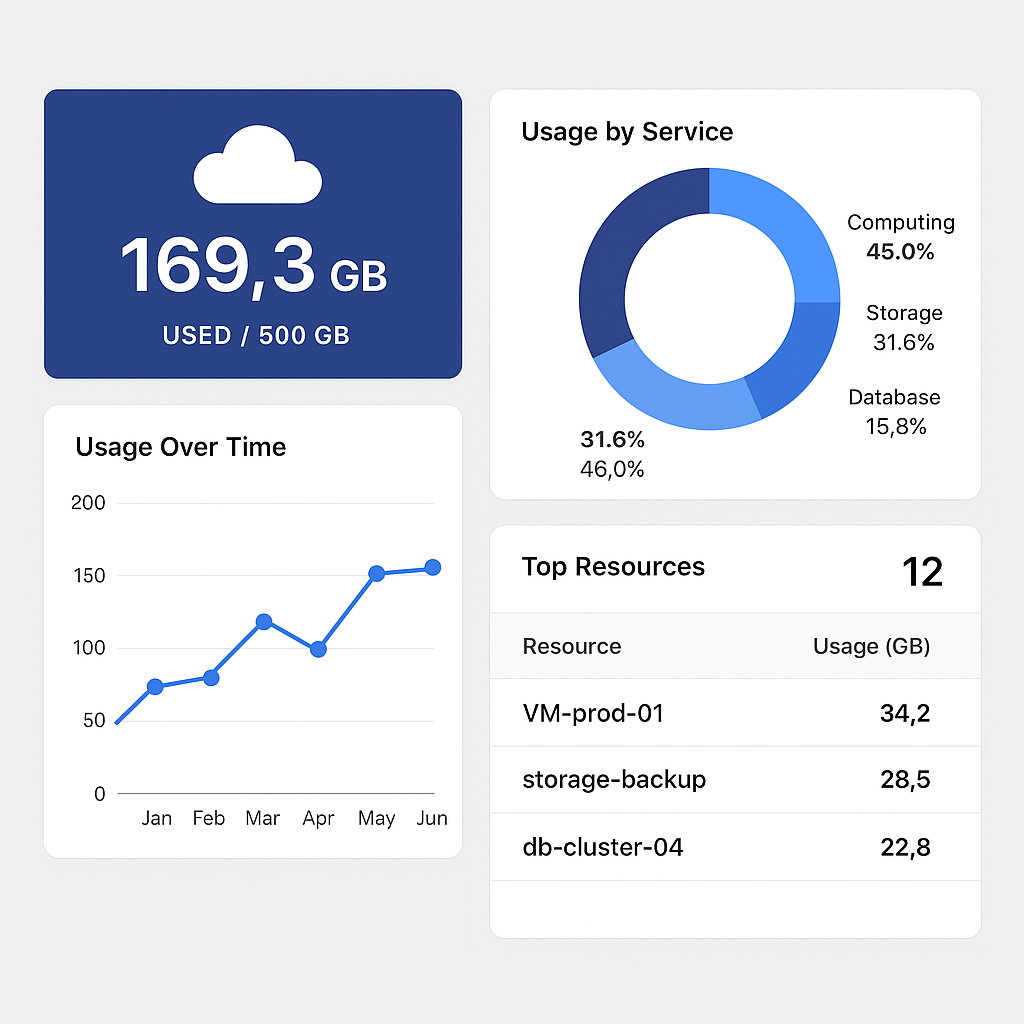 169,3 GB
USED / 500 GB
Usage by Service
Computing
45.0%
Storage
31.6%
Database
15,8%
31.6%
46,0%
Usage Over Time
200
150
100
50
0
Jan Feb Mar Apr May Jun
Top Resources 12
Resource Usage (GB)
VM-prod-01 34,2
storage-backup 28,5
db-cluster-04 22,8